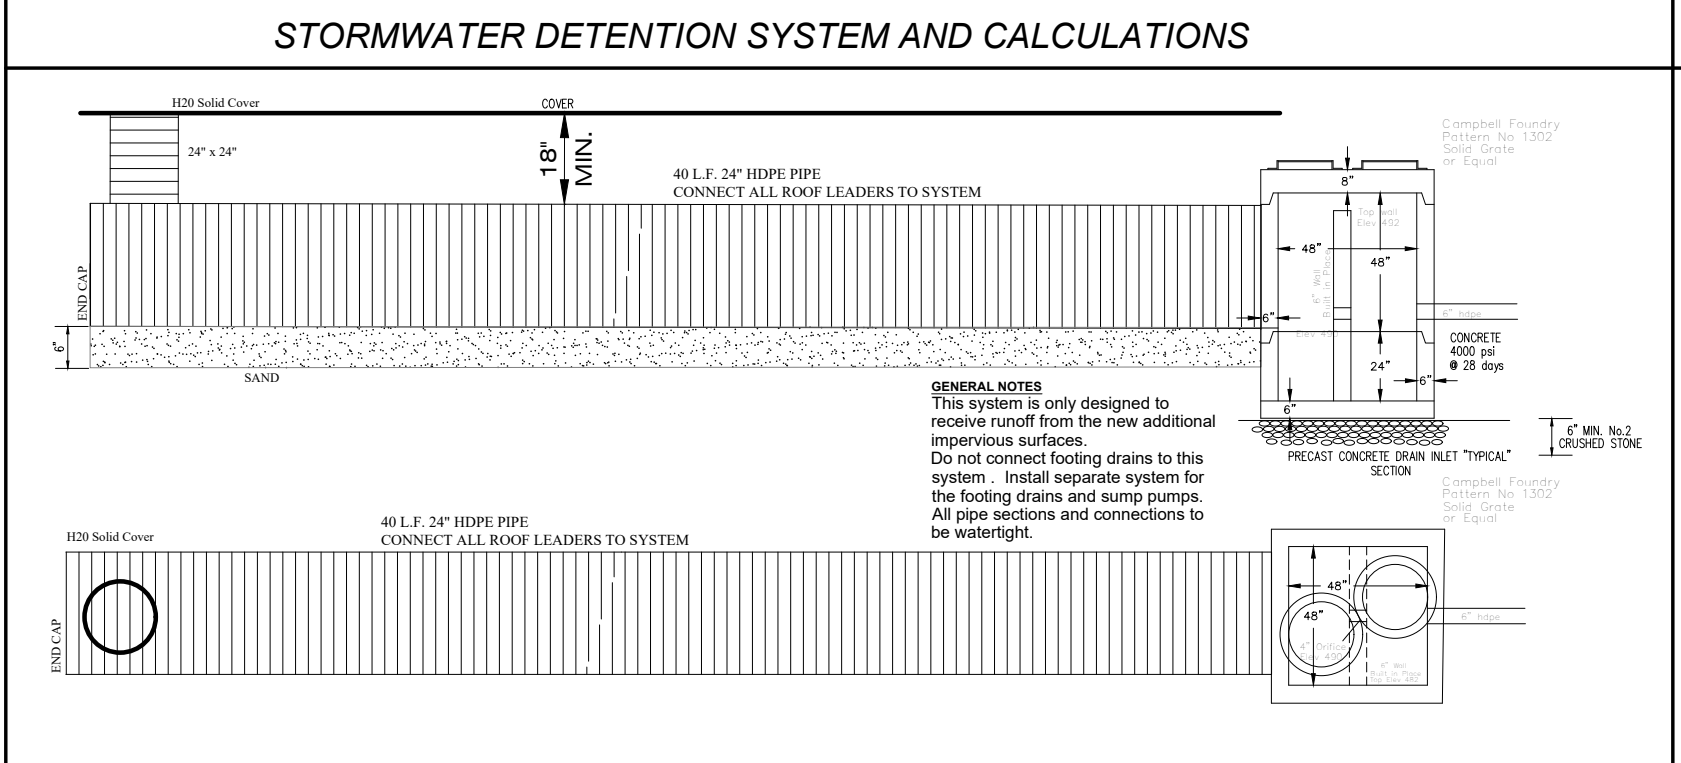 STORMWATER DETENTION SYSTEM AND CALCULATIONS
H20 Solid Cover
COVER
24" x 24"
18"
MIN.
40 L.F. 24" HDPE PIPE
CONNECT ALL ROOF LEADERS TO SYSTEM
Campbell Foundry
Pattern No 1302
Solid Grate
or Equal
8"
Top wall
Elev 492
48"
48"
6" Wall
Built in Place
END CAP
6"
6" hdpe
Elev 490
6"
SAND
CONCRETE
4000 psi
@ 28 days
24"
6"
6"
GENERAL NOTES
This system is only designed to
receive runoff from the new additional
impervious surfaces.
Do not connect footing drains to this
system . Install separate system for
the footing drains and sump pumps.
All pipe sections and connections to
be watertight.
6" MIN. No.2
CRUSHED STONE
PRECAST CONCRETE DRAIN INLET "TYPICAL"
SECTION
Campbell Foundry
Pattern No 1302
Solid Grate
or Equal
40 L.F. 24" HDPE PIPE
CONNECT ALL ROOF LEADERS TO SYSTEM
H20 Solid Cover
END CAP
48"
48"
6" hdpe
4" Orifice
Elev 490
6" Wall
Built in Place
Top Elev 482